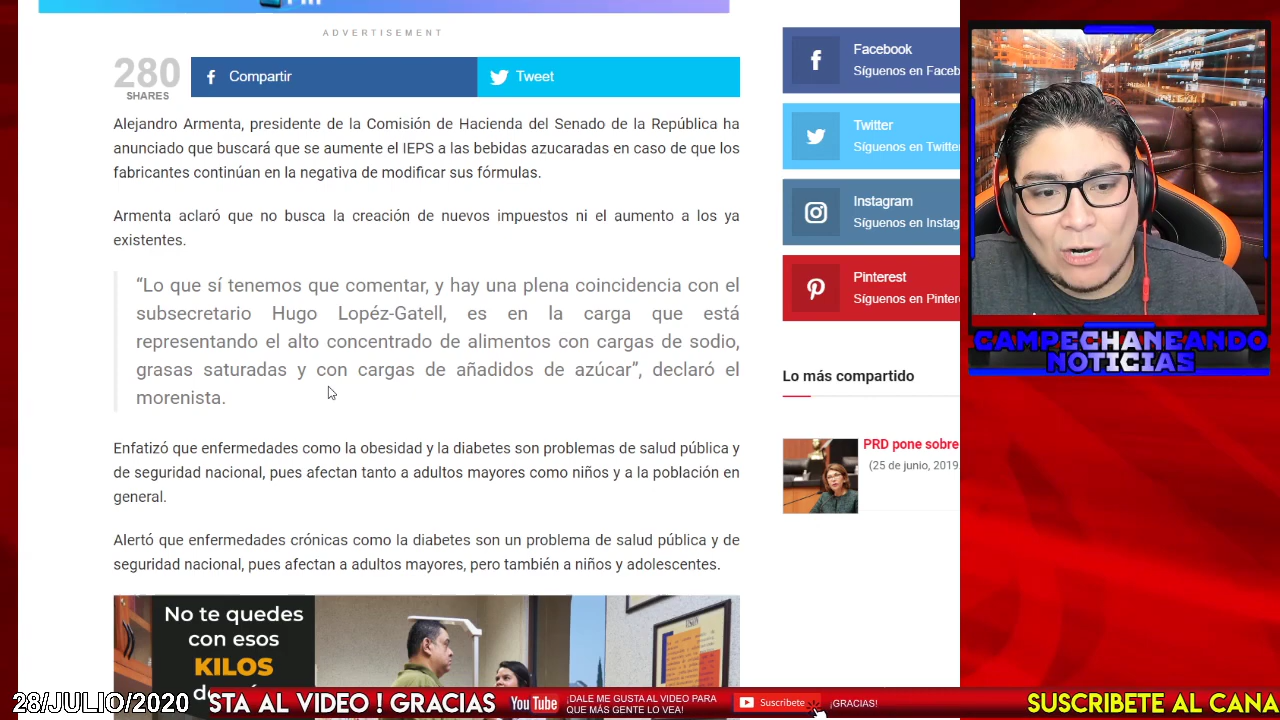 ADVERTISEMENT
280
SHARES
Compartir
Tweet
Alejandro Armenta, presidente de la Comisión de Hacienda del Senado de la República ha
anunciado que buscará que se aumente el IEPS a las bebidas azucaradas en caso de que los
fabricantes continúan en la negativa de modificar sus fórmulas.
Armenta aclaró que no busca la creación de nuevos impuestos ni el aumento a los ya
existentes.
“Lo que sí tenemos que comentar, y hay una plena coincidencia con el
subsecretario Hugo Lopéz-Gatell, es en la carga que está
representando el alto concentrado de alimentos con cargas de sodio,
grasas saturadas y con cargas de añadidos de azúcar”, declaró el
morenista.
Enfatizó que enfermedades como la obesidad y la diabetes son problemas de salud pública y
de seguridad nacional, pues afectan tanto a adultos mayores como niños y a la población en
general.
Alertó que enfermedades crónicas como la diabetes son un problema de salud pública y de
seguridad nacional, pues afectan a adultos mayores, pero también a niños y adolescentes.
No te quedes
con esos
KILOS
Facebook
Síguenos en Faceb
Twitter
Síguenos en Twitte
Instagram
Síguenos en Instag
Pinterest
Síguenos en Pinter
Lo más compartido
PRD pone sobre
(25 de junio, 2019
CAMPECHANEANDO
NOTICIAS
28/JULIO/2020
STA AL VIDEO ! GRACIAS
YouTube
¡DALE ME GUSTA AL VIDEO PARA
QUE MÁS GENTE LO VEA!
Suscribete
¡GRACIAS!
SUSCRIBETE AL CANA